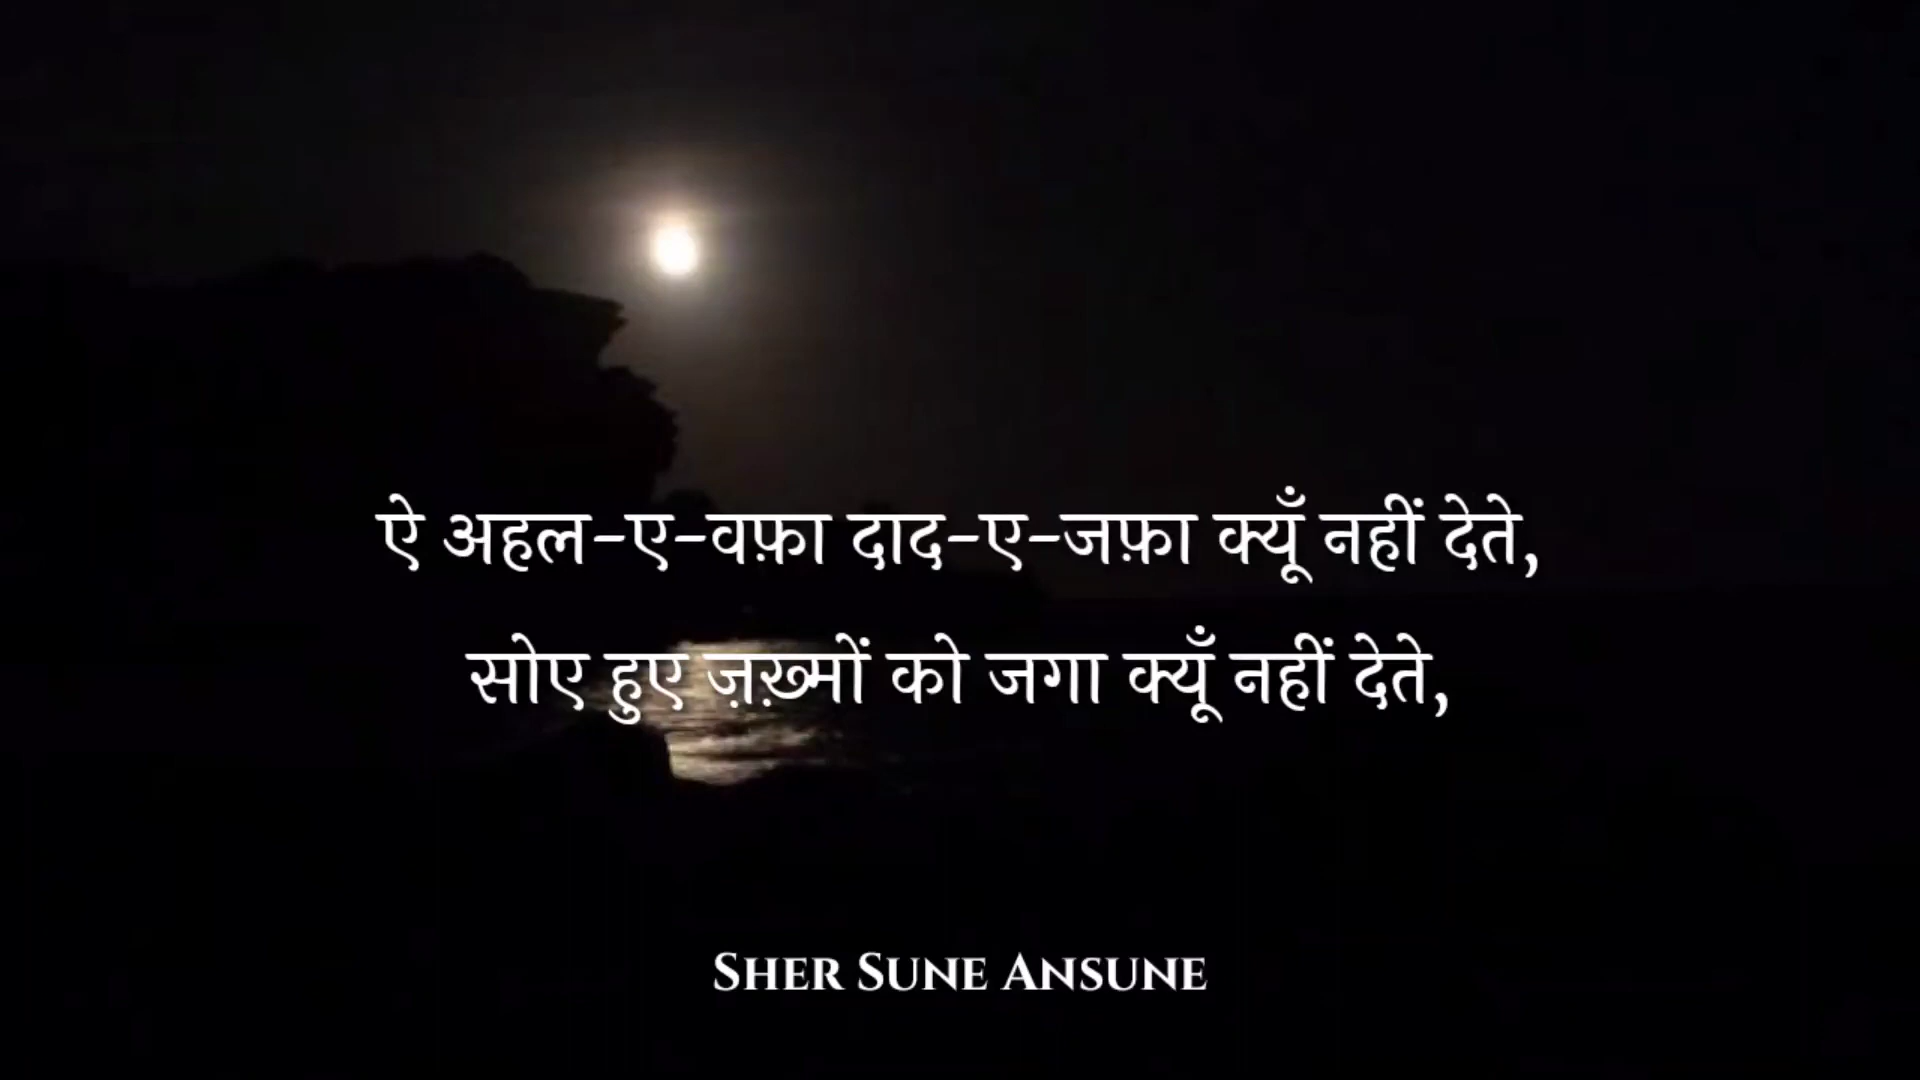 ऐ अहल-ए-वफ़ा दाद-ए-जफ़ा क्यूँ नहीं देते,
सोए हुए ज़ख़्मों को जगा क्यूँ नहीं देते,
SHER SUNE ANSUNE